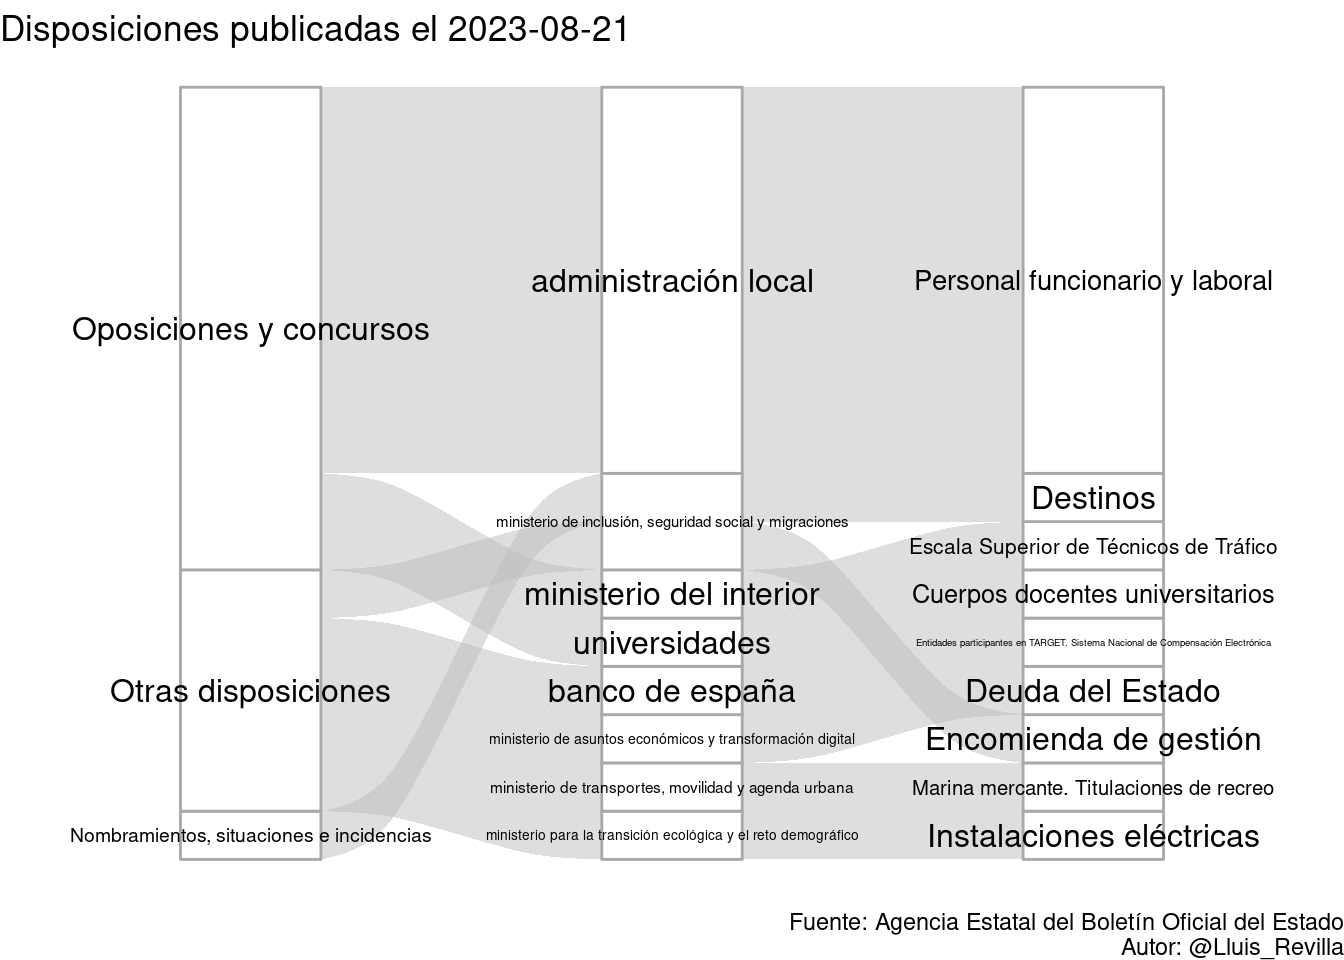 Disposiciones publicadas el 2023-08-21
Oposiciones y concursos
Otras disposiciones
Nombramientos, situaciones e incidencias
administración local
ministerio de inclusión, seguridad social y migraciones
ministerio del interior
universidades
banco de españa
ministerio de asuntos económicos y transformación digital
ministerio de transportes, movilidad y agenda urbana
ministerio para la transición ecológica y el reto demográfico
Personal funcionario y laboral
Destinos
Escala Superior de Técnicos de Tráfico
Cuerpos docentes universitarios
Entidades participantes en TARGET. Sistema Nacional de Compensación Electrónica
Deuda del Estado
Encomienda de gestión
Marina mercante. Titulaciones de recreo
Instalaciones eléctricas
Fuente: Agencia Estatal del Boletín Oficial del Estado
Autor: @Lluis_Revilla